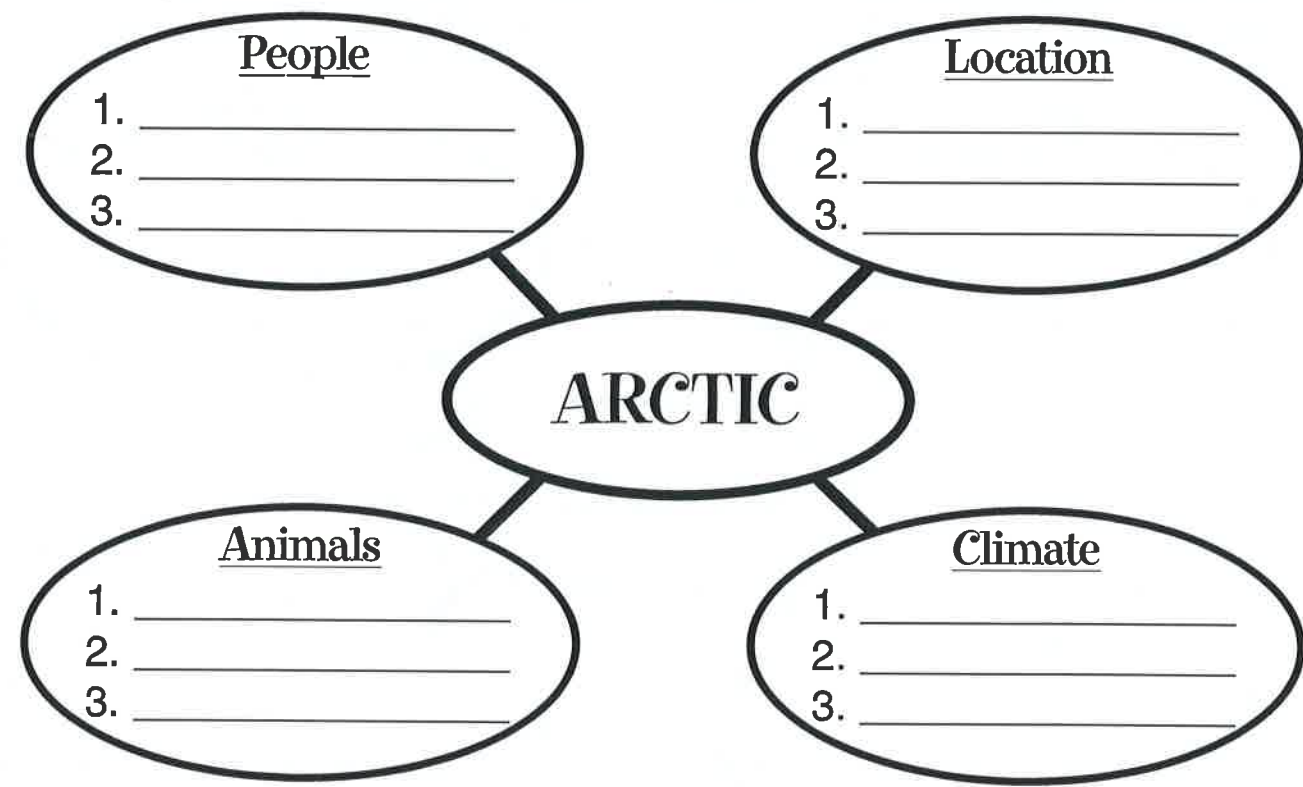 People
1.
2.
3.
Location
1.
2.
3.
ARCTIC
Animals
1.
2.
3.
Climate
1.
2.
3.